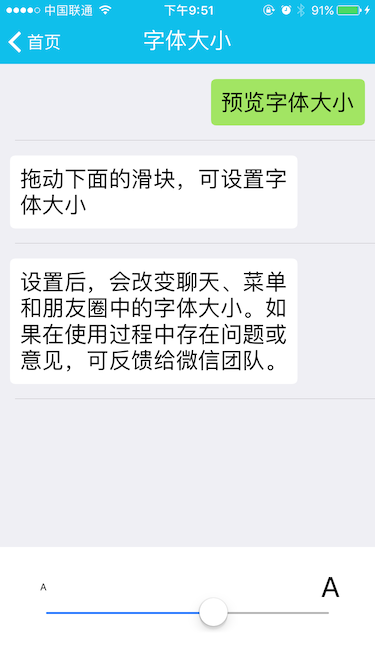 中国联通 下午9:51 91%
首页 字体大小
预览字体大小
拖动下面的滑块，可设置字
体大小
设置后，会改变聊天、菜单
和朋友圈中的字体大小。如
果在使用过程中存在问题或
意见，可反馈给微信团队。
A A